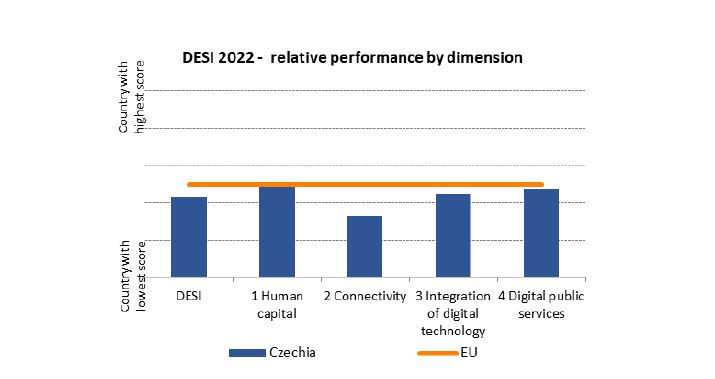 DESI 2022 - relative performance by dimension
Country with
highest score
Country with
lowest score
DESI
1 Human
capital
2 Connectivity
3 Integration
of digital
technology
4 Digital public
services
Czechia
EU